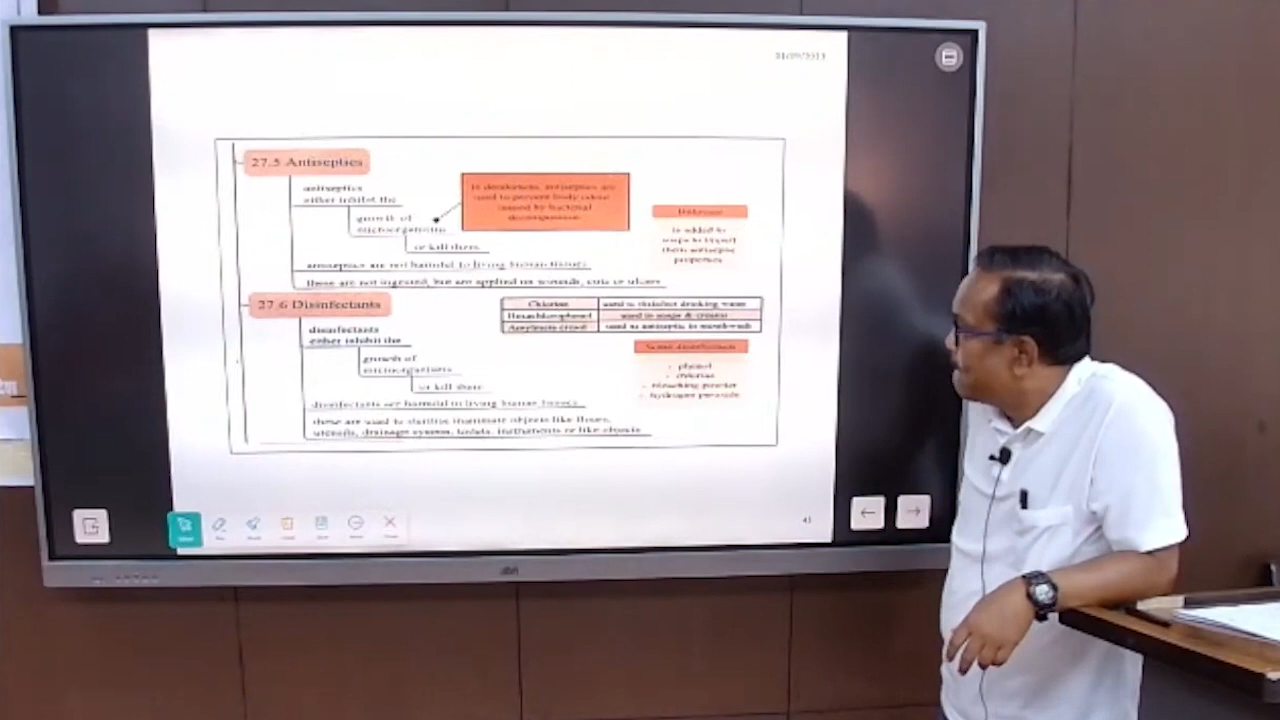 27.5 Antiseptics
antiseptics
either inhibit the
growth of
microorganisms
or kill them
antiseptics are not harmful to living human tissues
these are not ingested, but are applied on wounds, cuts or ulcers
In deodorants, antiseptics are
used to prevent body odour
caused by bacterial
decomposition
Bithional
is added to
soaps to impart
them antiseptic
properties
27.6 Disinfectants
disinfectants
either inhibit the
growth of
microorganisms
or kill them
disinfectants are harmful to living human tissues
these are used to sterilise inanimate objects like floors,
utensils, drainage system, toilets, instruments or like objects
Chlorine used to disinfect drinking water
Hexachlorophenol used in soaps & creams
used as antiseptic in mouthwash
Some disinfectants
- phenol
- chlorine
- bleaching powder
- hydrogen peroxide